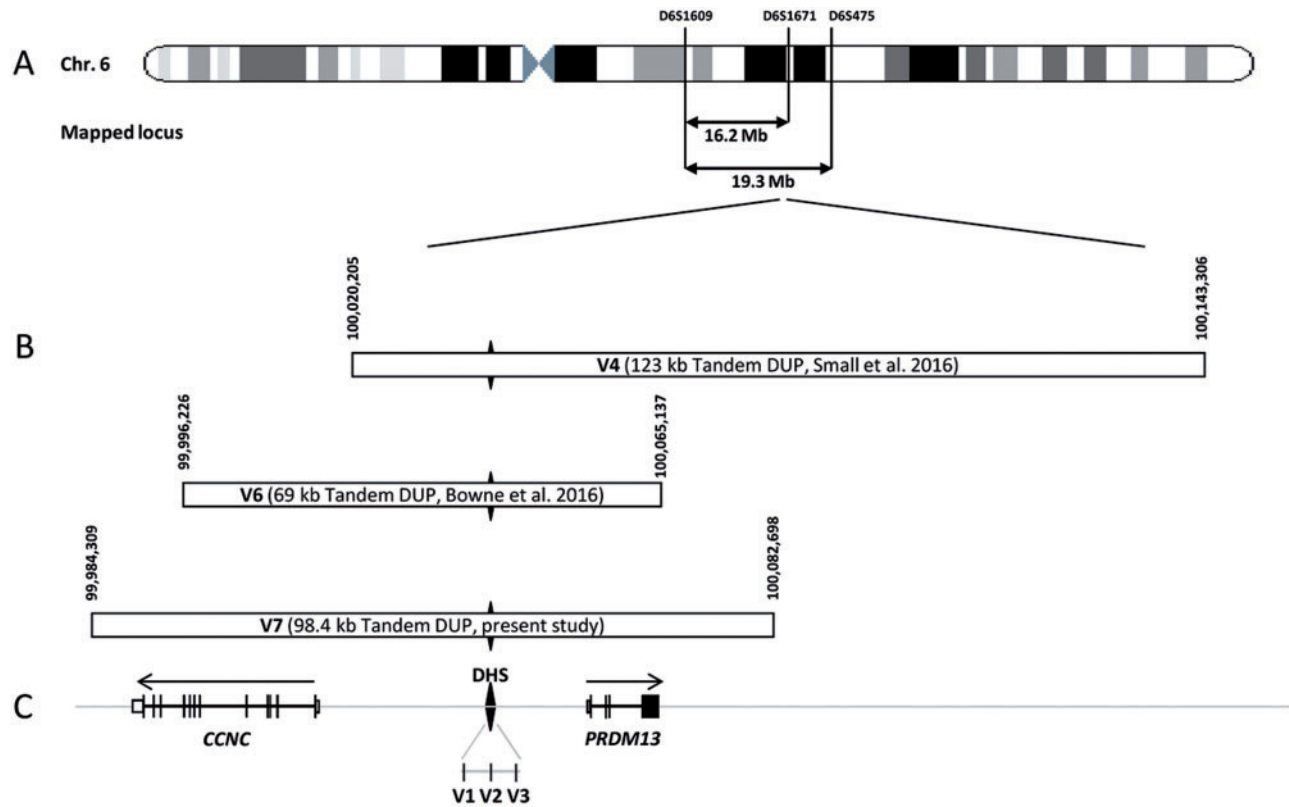 D6S1609 D6S1671 D6S475
A Chr. 6
Mapped locus
16.2 Mb
19.3 Mb
100,020,205
100,143,306
B
V4 (123 kb Tandem DUP, Small et al. 2016)
99,996,226
100,065,137
V6 (69 kb Tandem DUP, Bowne et al. 2016)
99,984,309
100,082,698
V7 (98.4 kb Tandem DUP, present study)
DHS
C
CCNC PRDM13
V1 V2 V3